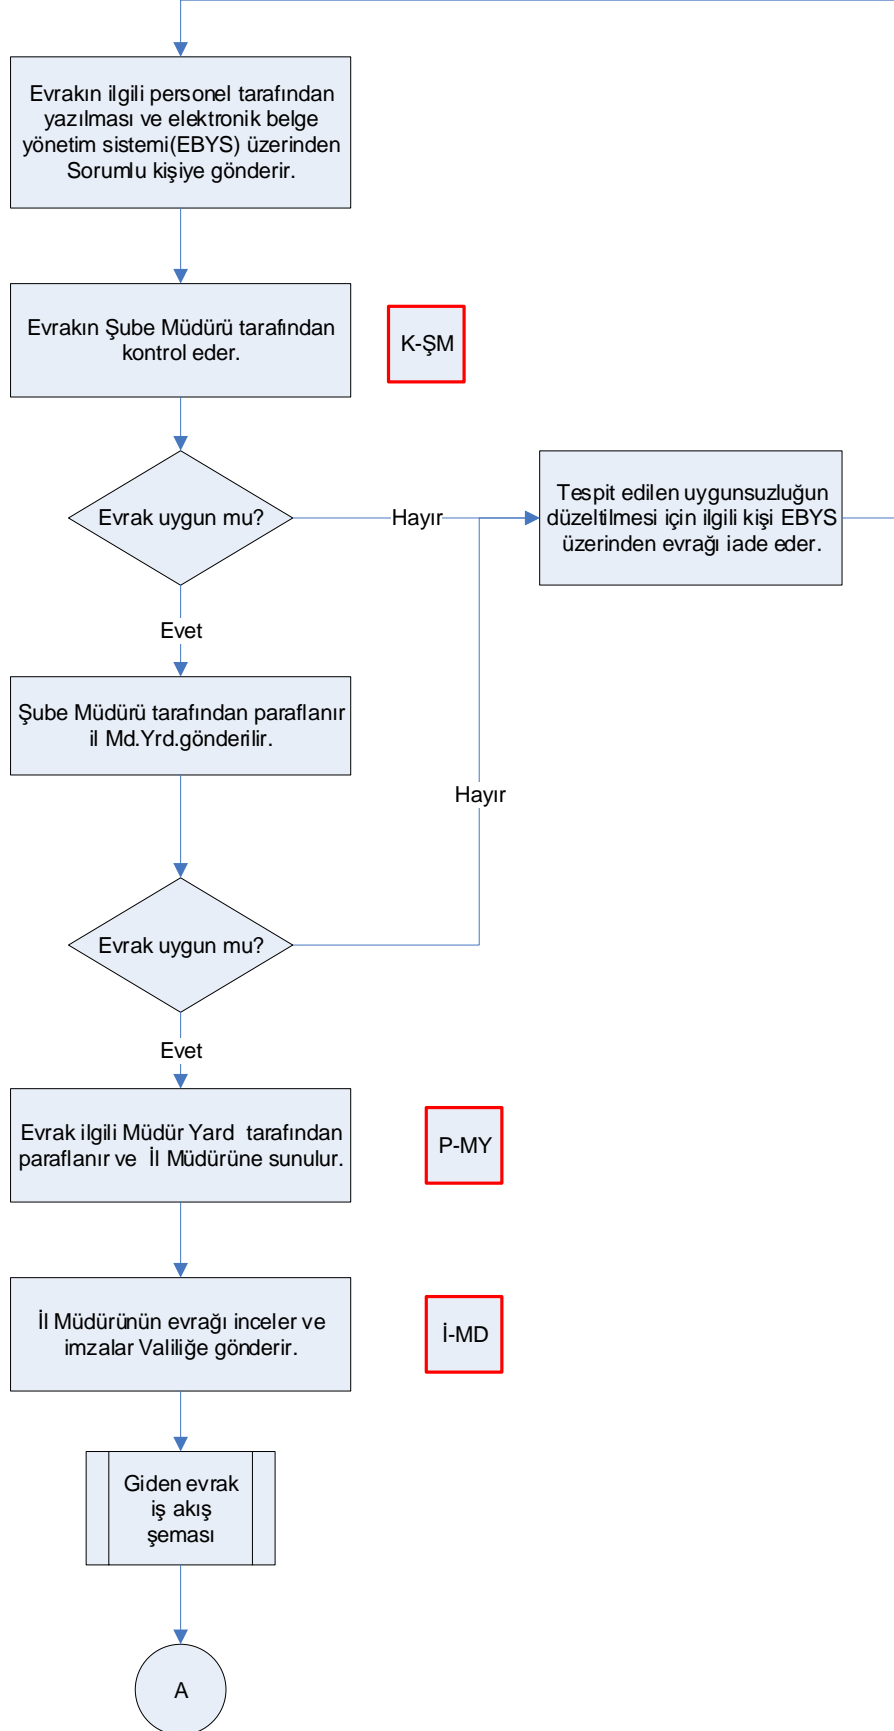 Evrakın ilgili personel tarafından
yazılması ve elektronik belge
yönetim sistemi(EBYS) üzerinden
Sorumlu kişiye gönderir.
Evrakın Şube Müdürü tarafından
kontrol eder.
K-ŞM
Evrak uygun mu?
Hayır
Tespit edilen uygunsuzluğun
düzeltilmesi için ilgili kişi EBYS
üzerinden evrağı iade eder.
Evet
Şube Müdürü tarafından paraflanır
il Md.Yrd.gönderilir.
Hayır
Evrak uygun mu?
Evet
Evrak ilgili Müdür Yard tarafından
paraflanır ve İl Müdürüne sunulur.
P-MY
İl Müdürünün evrağı inceler ve
imzalar Valiliğe gönderir.
İ-MD
Giden evrak
iş akış
şeması
A